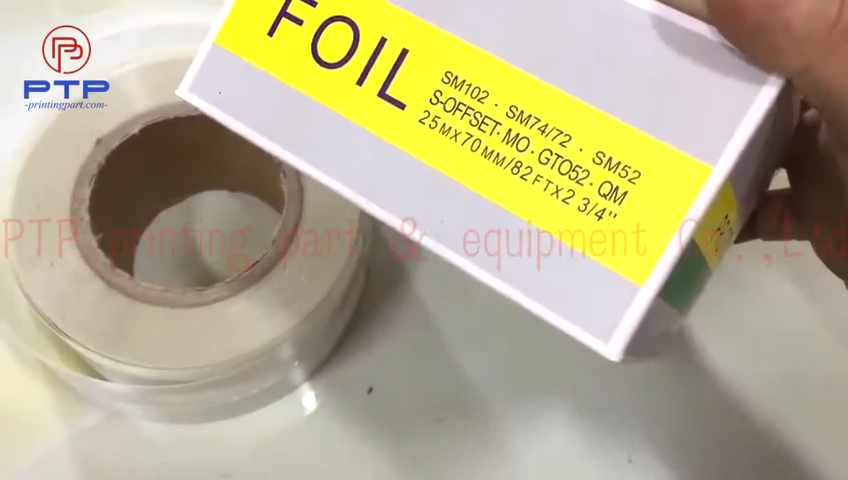 PTP
-printingpart.com-
FOIL
SM102 · SM74/72 · SM52
S-OFFSET· MO · GTO52 · QM
25MX70MM/82FTX2 3/4"
PTP printing part & equipment Co.,Ltd